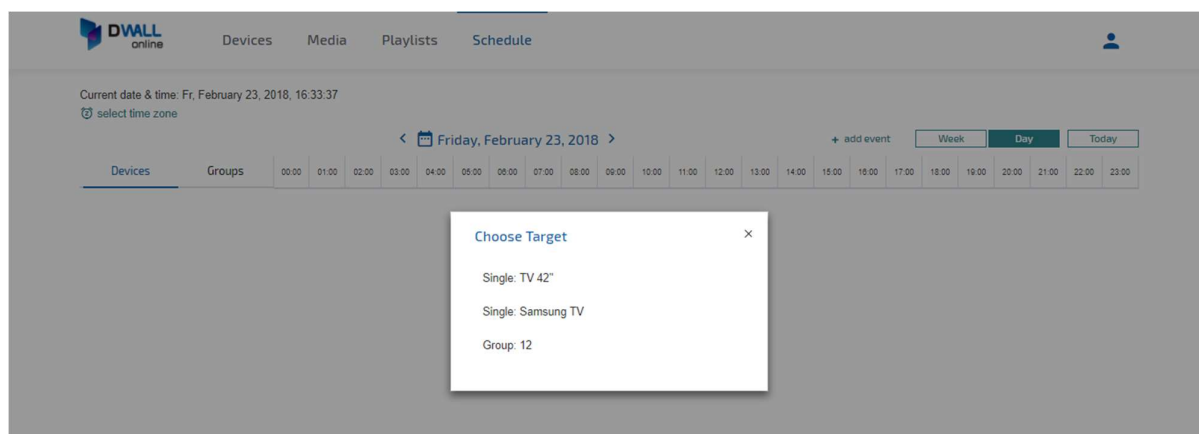 DWALL
online
Devices Media Playlists Schedule
Current date & time: Fr, February 23, 2018, 16:33:37
select time zone
< Friday, February 23, 2018 >
+ add event Week Day Today
Devices Groups 00:00 01:00 02:00 03:00 04:00 05:00 06:00 07:00 08:00 09:00 10:00 11:00 12:00 13:00 14:00 15:00 16:00 17:00 18:00 19:00 20:00 21:00 22:00 23:00
Choose Target ×
Single: TV 42"
Single: Samsung TV
Group: 12